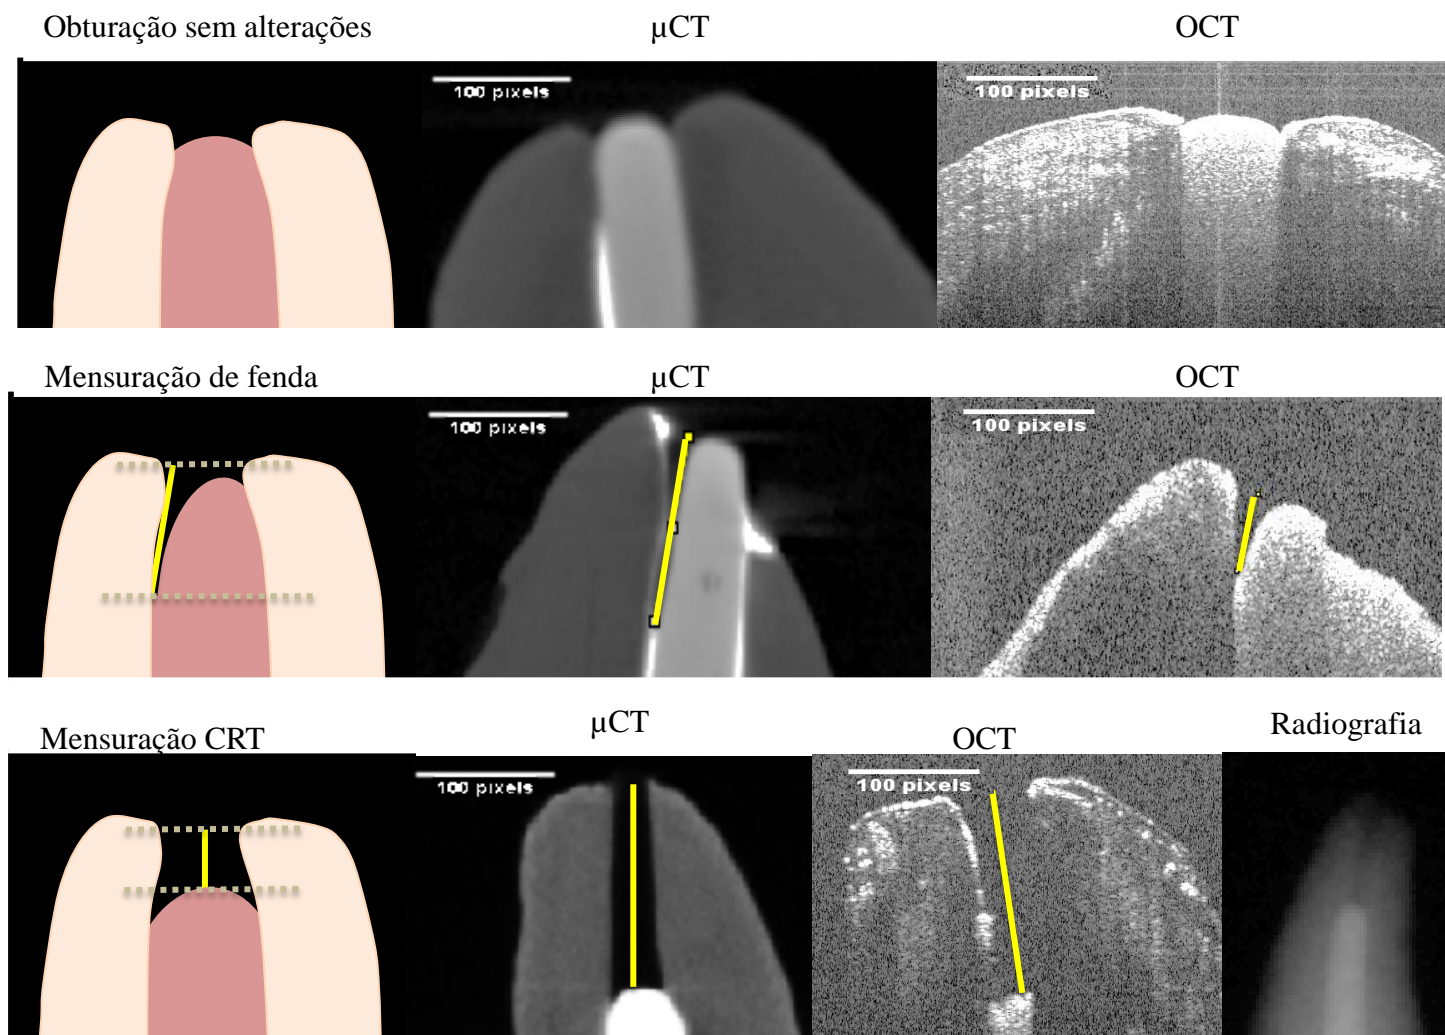 Obturação sem alterações
µCT
OCT
100 pixels
100 pixels
Mensuração de fenda
µCT
OCT
100 pixels
100 pixels
Mensuração CRT
µCT
OCT
Radiografia
100 pixels
100 pixels